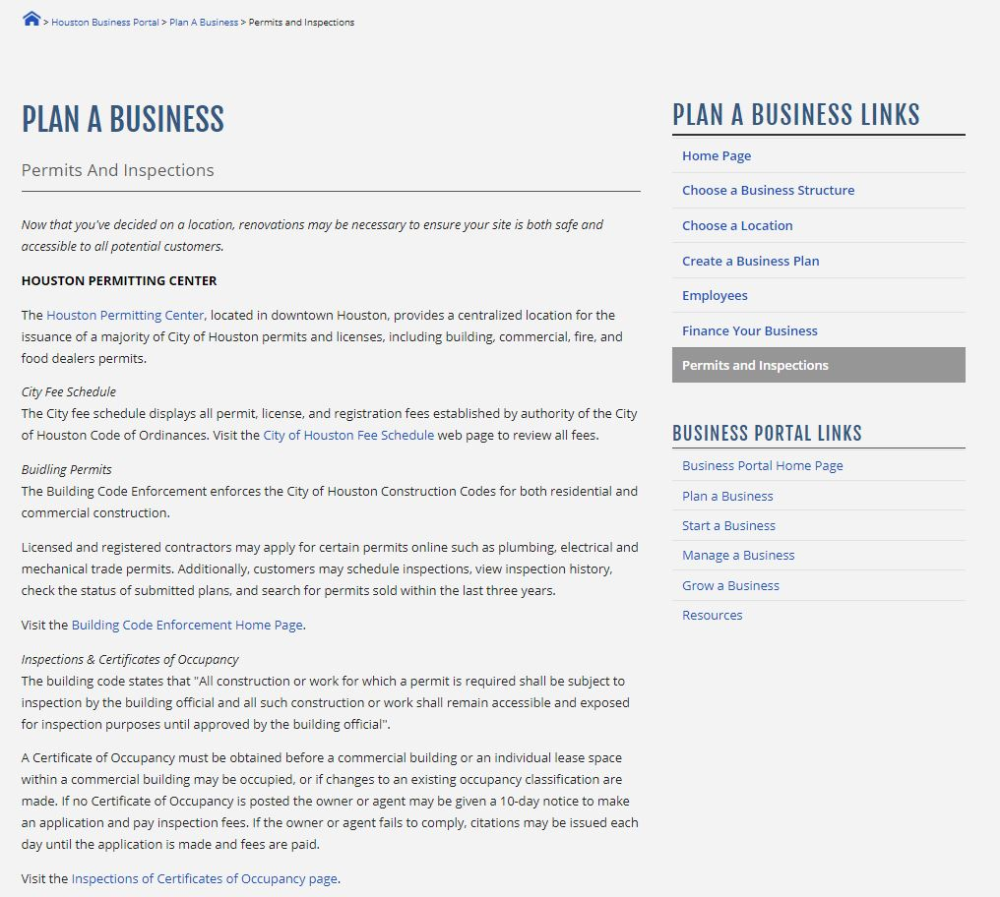 > Houston Business Portal > Plan A Business > Permits and Inspections
PLAN A BUSINESS
Permits And Inspections
Now that you've decided on a location, renovations may be necessary to ensure your site is both safe and
accessible to all potential customers.
HOUSTON PERMITTING CENTER
The Houston Permitting Center, located in downtown Houston, provides a centralized location for the
issuance of a majority of City of Houston permits and licenses, including building, commercial, fire, and
food dealers permits.
City Fee Schedule
The City fee schedule displays all permit, license, and registration fees established by authority of the City
of Houston Code of Ordinances. Visit the City of Houston Fee Schedule web page to review all fees.
Buidling Permits
The Building Code Enforcement enforces the City of Houston Construction Codes for both residential and
commercial construction.
Licensed and registered contractors may apply for certain permits online such as plumbing, electrical and
mechanical trade permits. Additionally, customers may schedule inspections, view inspection history,
check the status of submitted plans, and search for permits sold within the last three years.
Visit the Building Code Enforcement Home Page.
Inspections & Certificates of Occupancy
The building code states that "All construction or work for which a permit is required shall be subject to
inspection by the building official and all such construction or work shall remain accessible and exposed
for inspection purposes until approved by the building official".
A Certificate of Occupancy must be obtained before a commercial building or an individual lease space
within a commercial building may be occupied, or if changes to an existing occupancy classification are
made. If no Certificate of Occupancy is posted the owner or agent may be given a 10-day notice to make
an application and pay inspection fees. If the owner or agent fails to comply, citations may be issued each
day until the application is made and fees are paid.
Visit the Inspections of Certificates of Occupancy page.
PLAN A BUSINESS LINKS
Home Page
Choose a Business Structure
Choose a Location
Create a Business Plan
Employees
Finance Your Business
Permits and Inspections
BUSINESS PORTAL LINKS
Business Portal Home Page
Plan a Business
Start a Business
Manage a Business
Grow a Business
Resources